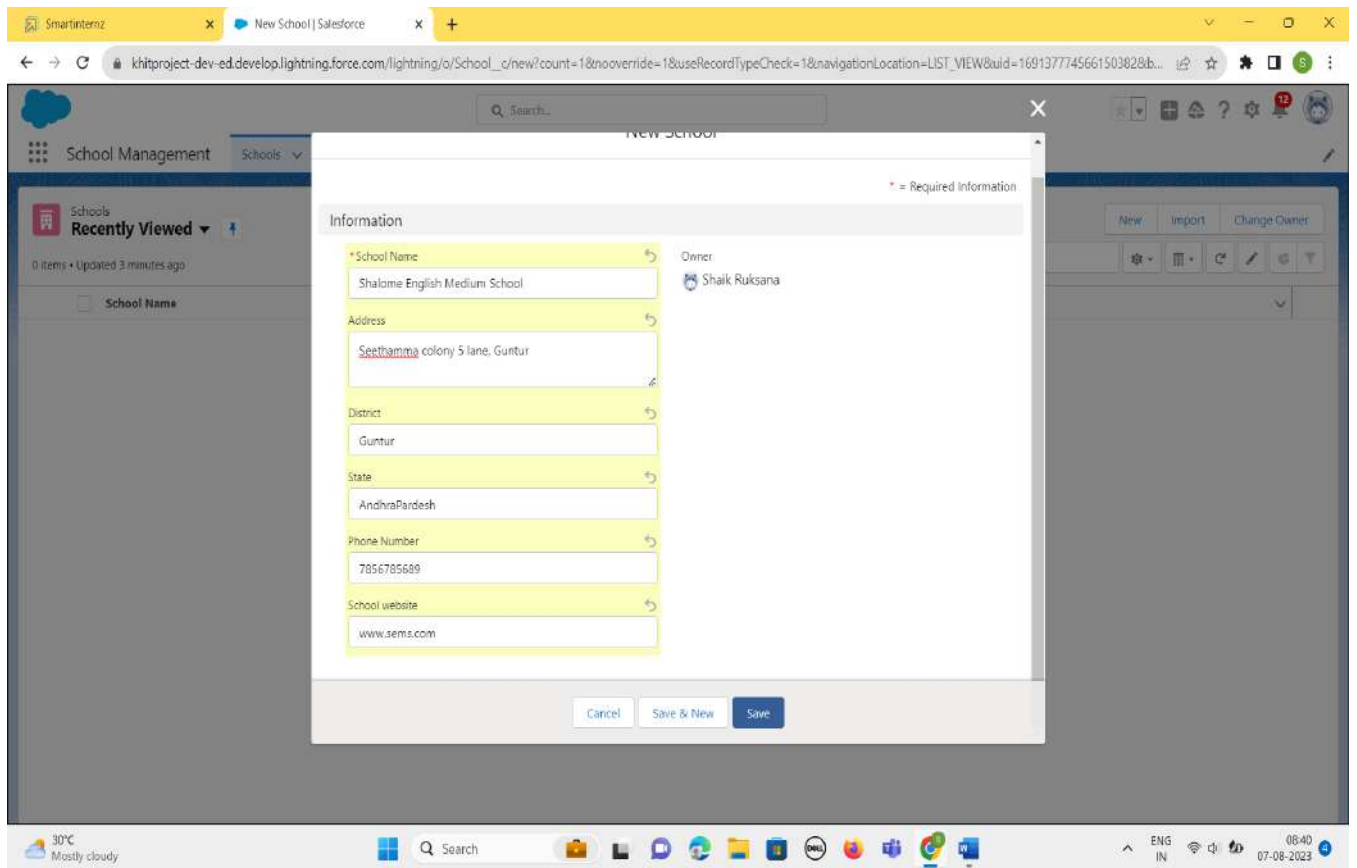 Smartinternz
New School | Salesforce
khitproject-dev-ed.develop.lightning.force.com/lightning/o/School__c/new?count=1&nooverride=1&useRecordTypeCheck=1&navigationLocation=LIST_VIEW&uid=169137774566150382&b...
S
Search...
12
School Management
Schools
New School
* = Required Information
Schools
Recently Viewed
0 items • Updated 3 minutes ago
New
Import
Change Owner
School Name
Information
* School Name
Shalome English Medium School
Owner
Shaik Ruksana
Address
Seethamma colony 5 lane, Guntur
District
Guntur
State
AndhraPardesh
Phone Number
7856785689
School website
www.sems.com
Cancel
Save & New
Save
30°C
Mostly cloudy
Search
DELL
ENG
IN
08:40
07-08-2023
4